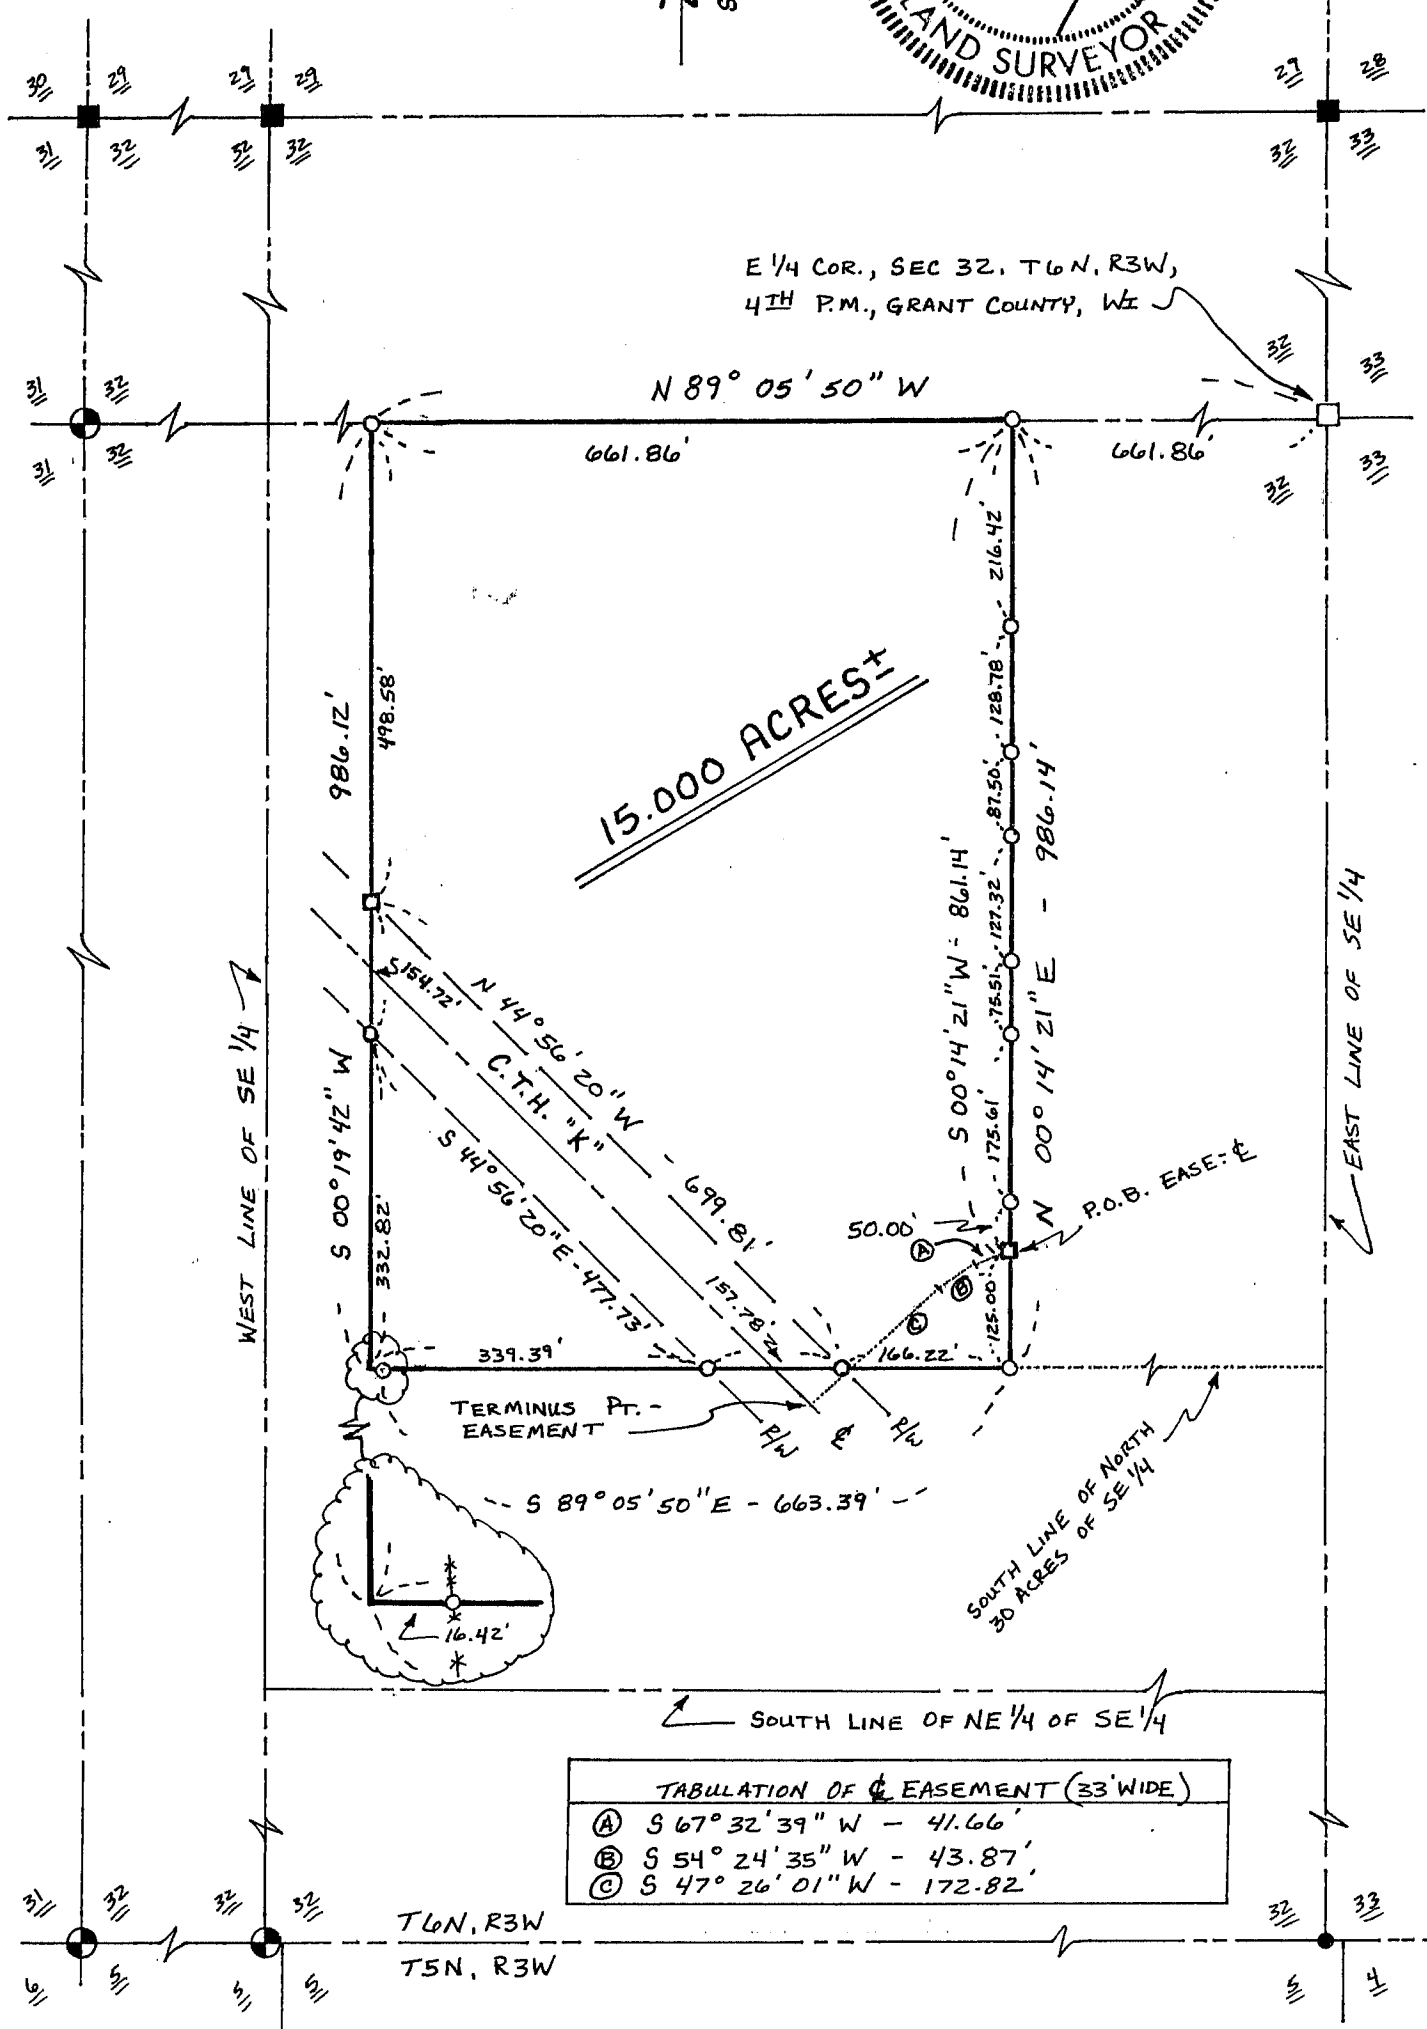 LAND SURVEYOR
30 29 29 29 29 28
31 32 32 32 32 33
E 1/4 COR., SEC 32, T6N, R3W,
4TH P.M., GRANT COUNTY, WI
32 33
31 32
N 89° 05' 50" W
661.86'
661.86'
31 32
32 33
216.42'
128.78'
87.50'
127.32'
75.51'
175.61'
50.00'
125.00'
S 00° 14' 21" W - 861.14'
N 00° 14' 21" E - 986.14'
986.12'
498.58'
15.000 ACRES±
154.72'
S 00° 19' 42" W
332.82'
N 44° 56' 20" W - 699.81'
C.T.H. "K"
S 44° 56' 20" E - 477.73'
157.78'
WEST LINE OF SE 1/4
EAST LINE OF SE 1/4
P.O.B. EASE. ℄
A
B
C
339.39'
166.22'
TERMINUS PT. -
EASEMENT
R/W ℄ R/W
S 89° 05' 50" E - 663.39'
SOUTH LINE OF NORTH
30 ACRES OF SE 1/4
16.42'
SOUTH LINE OF NE 1/4 OF SE 1/4
TABULATION OF ℄ EASEMENT (33' WIDE)
A S 67° 32' 39" W - 41.66'
B S 54° 24' 35" W - 43.87'
C S 47° 26' 01" W - 172.82'
31 32 32 32 32 33
T6N, R3W
T5N, R3W
6 5 5 5 5 4